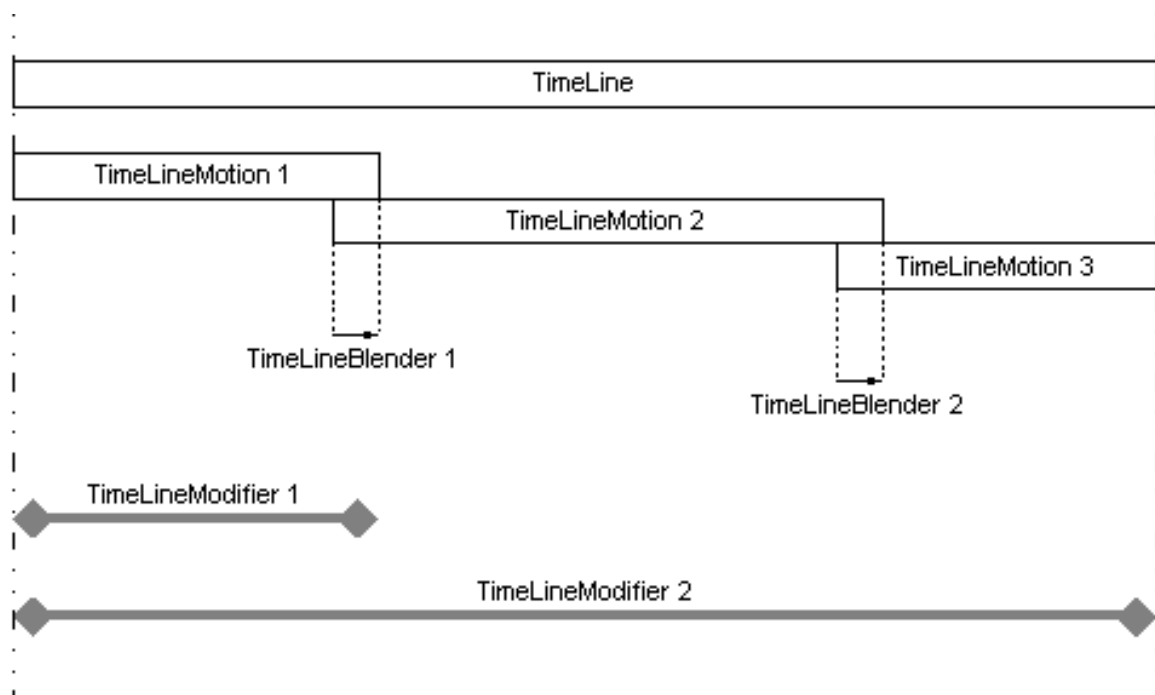 TimeLine
TimeLineMotion 1
TimeLineMotion 2
TimeLineMotion 3
TimeLineBlender 1
TimeLineBlender 2
TimeLineModifier 1
TimeLineModifier 2